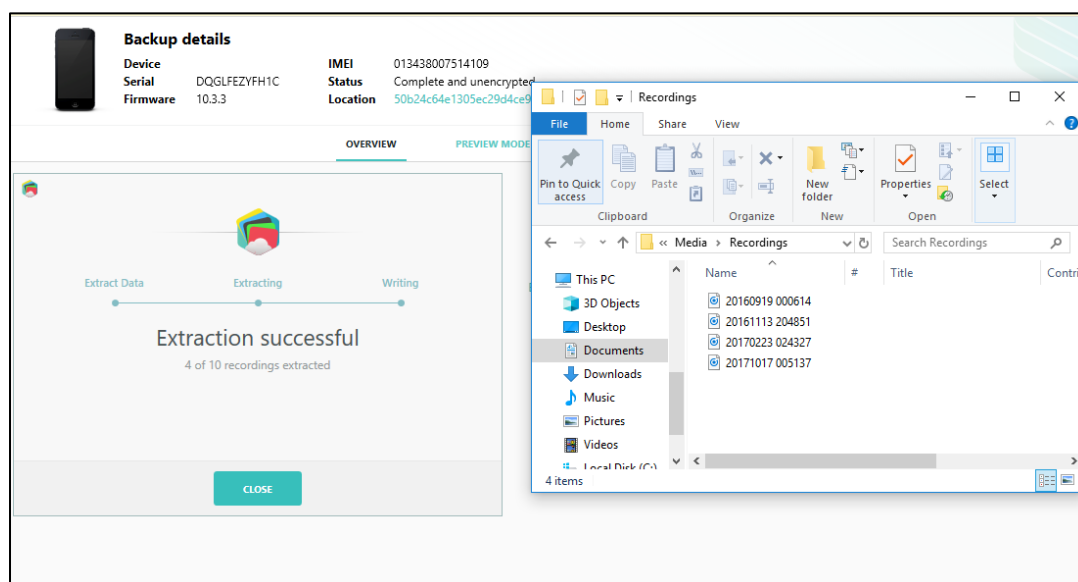 Backup details
Device
IMEI 013438007514109
Serial DQGLFEZYFH1C
Status Complete and unencrypted
Firmware 10.3.3
Location 50b24c64e1305ec29d4ce9
OVERVIEW PREVIEW MODE
Extract Data Extracting Writing
Extraction successful
4 of 10 recordings extracted
CLOSE
Recordings
File Home Share View
Pin to Quick access
Copy
Paste
New folder
Properties
Select
Clipboard Organize New Open
« Media › Recordings
Search Recordings
Name # Title Contri
This PC
3D Objects
Desktop
Documents
Downloads
Music
Pictures
Videos
Local Disk (C:)
20160919 000614
20161113 204851
20170223 024327
20171017 005137
4 items